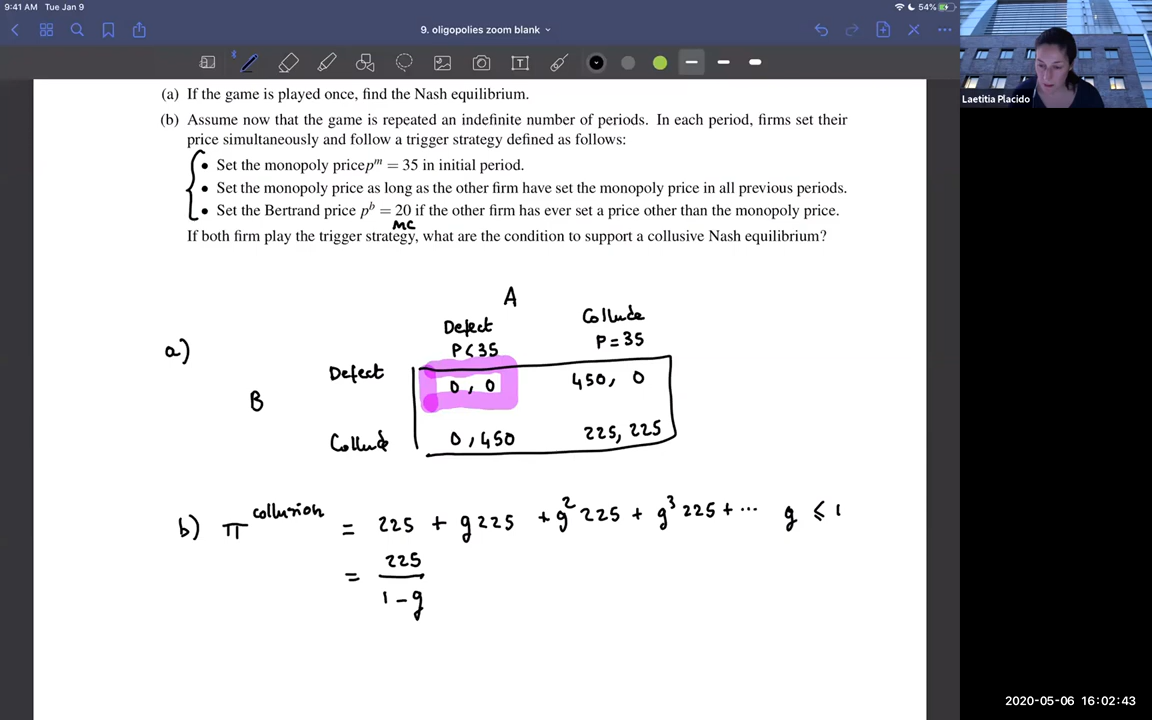 9:41 AM Tue Jan 9
54%
9. oligopolies zoom blank
Laetitia Placido
(a) If the game is played once, find the Nash equilibrium.
(b) Assume now that the game is repeated an indefinite number of periods. In each period, firms set their
price simultaneously and follow a trigger strategy defined as follows:
• Set the monopoly pricepᵐ = 35 in initial period.
• Set the monopoly price as long as the other firm have set the monopoly price in all previous periods.
• Set the Bertrand price pᵇ = 20 if the other firm has ever set a price other than the monopoly price.
MC
If both firm play the trigger strategy, what are the condition to support a collusive Nash equilibrium?
A
Defect Collude
P < 35 P = 35
a)
Defect 0, 0 450, 0
B
Collude 0, 450 225, 225
b) π^collusion = 225 + g 225 + g² 225 + g³ 225 + ... g ⩽ 1
= 225 / 1 - g
2020-05-06 16:02:43